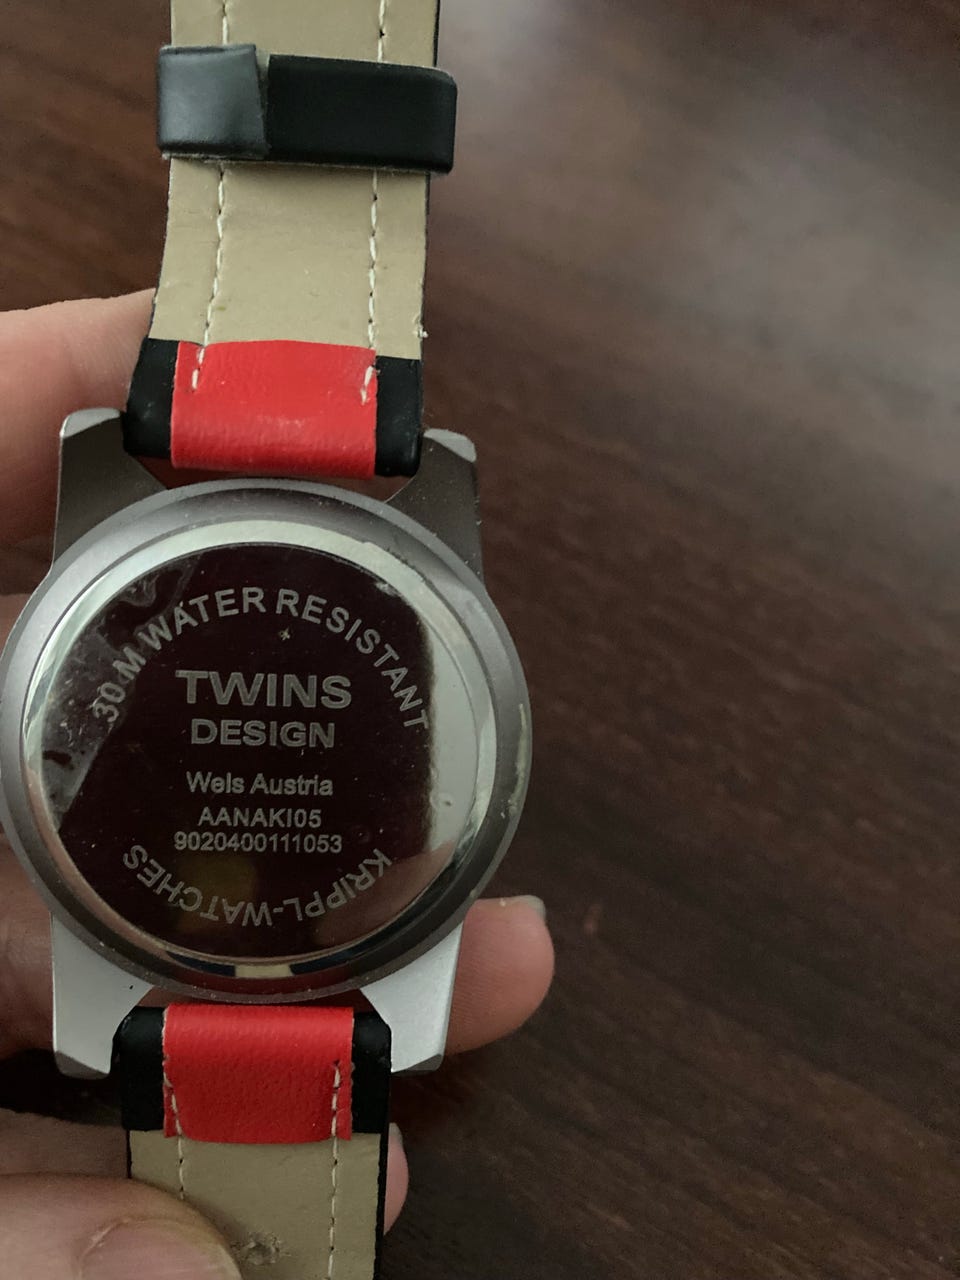 30 M WATER RESISTANT
TWINS
DESIGN
Wels Austria
AANAKI05
9020400111053
KRIPPL-WATCHES